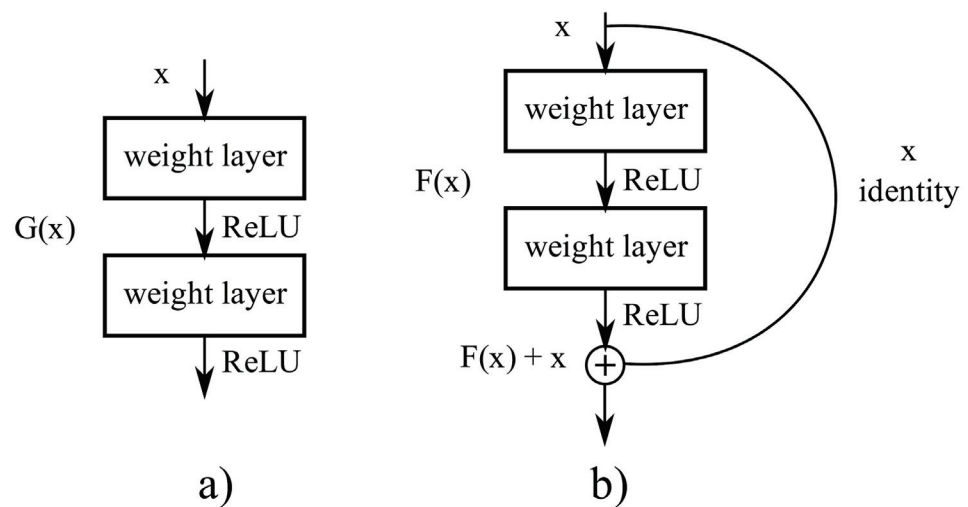 x
weight layer
G(x)
ReLU
weight layer
ReLU
a)
x
weight layer
F(x)
ReLU
weight layer
ReLU
F(x) + x
+
x
identity
b)